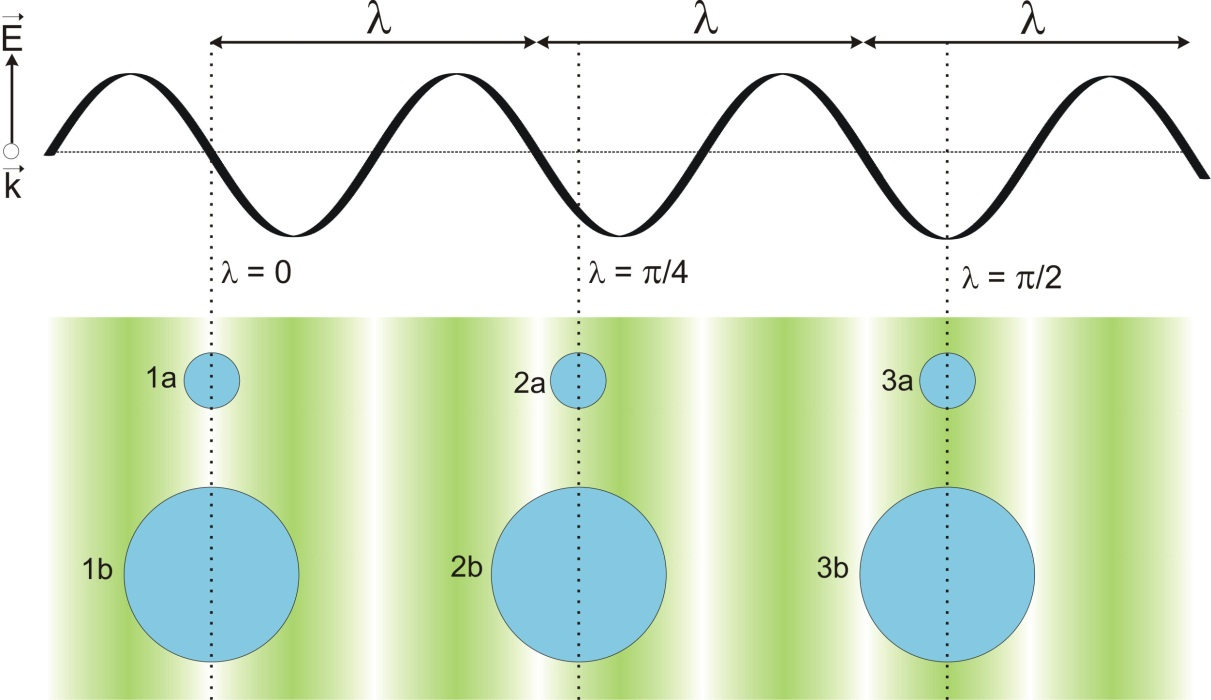 E⃗
λ
λ
λ
k⃗
λ = 0
λ = π/4
λ = π/2
1a
2a
3a
1b
2b
3b